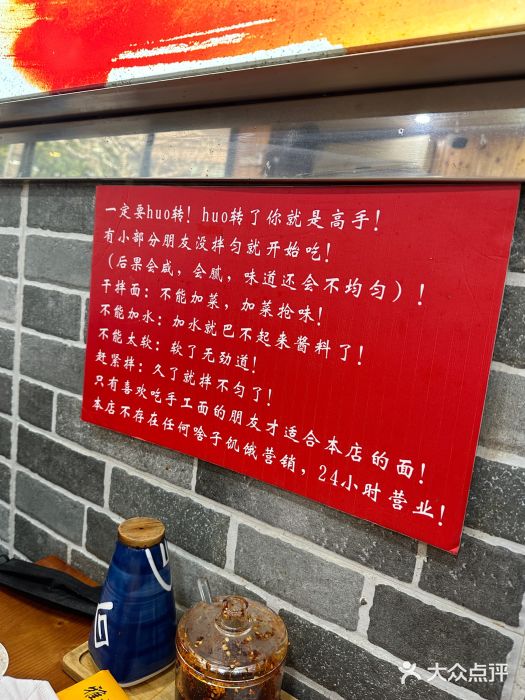 一定要huo转！huo转了你就是高手！
有小部分朋友没拌匀就开始吃！
（后果会咸，会腻，味道还会不均匀）！
干拌面：不能加菜，加菜抢味！
不能加水：加水就巴不起来酱料了！
不能太软：软了无劲道！
赶紧拌：久了就拌不匀了！
只有喜欢吃手工面的朋友才适合本店的面！
本店不存在任何啥子饥饿营销，24小时营业！
雅
大众点评